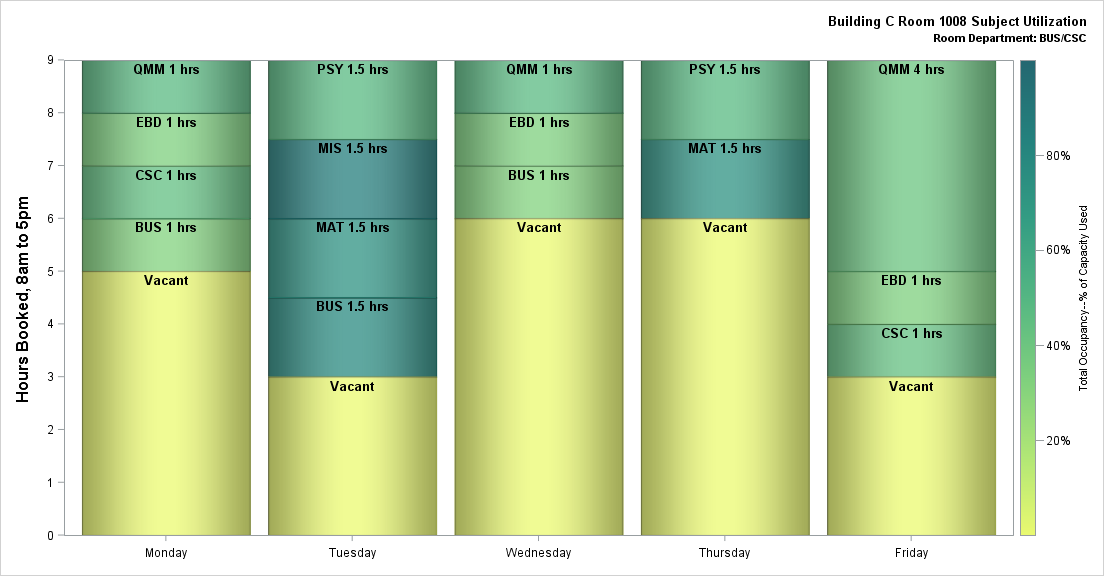 Building C Room 1008 Subject Utilization
Room Department: BUS/CSC
Hours Booked, 8am to 5pm
9
8
7
6
5
4
3
2
1
0
QMM 1 hrs
EBD 1 hrs
CSC 1 hrs
BUS 1 hrs
Vacant
PSY 1.5 hrs
MIS 1.5 hrs
MAT 1.5 hrs
BUS 1.5 hrs
Vacant
QMM 1 hrs
EBD 1 hrs
BUS 1 hrs
Vacant
PSY 1.5 hrs
MAT 1.5 hrs
Vacant
QMM 4 hrs
EBD 1 hrs
CSC 1 hrs
Vacant
Monday
Tuesday
Wednesday
Thursday
Friday
80%
60%
40%
20%
Total Occupancy--% of Capacity Used